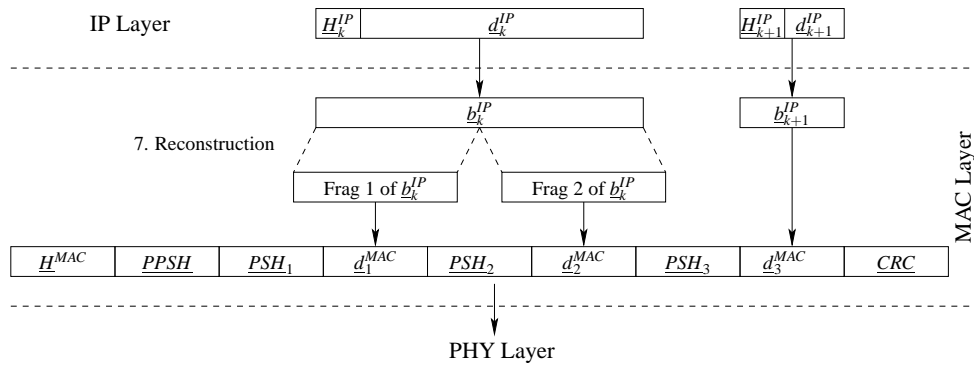 IP Layer
H_k^IP d_k^IP H_{k+1}^IP d_{k+1}^IP
b_k^IP b_{k+1}^IP
7. Reconstruction
Frag 1 of b_k^IP Frag 2 of b_k^IP
MAC Layer
H^MAC PPSH PSH_1 d_1^MAC PSH_2 d_2^MAC PSH_3 d_3^MAC CRC
PHY Layer